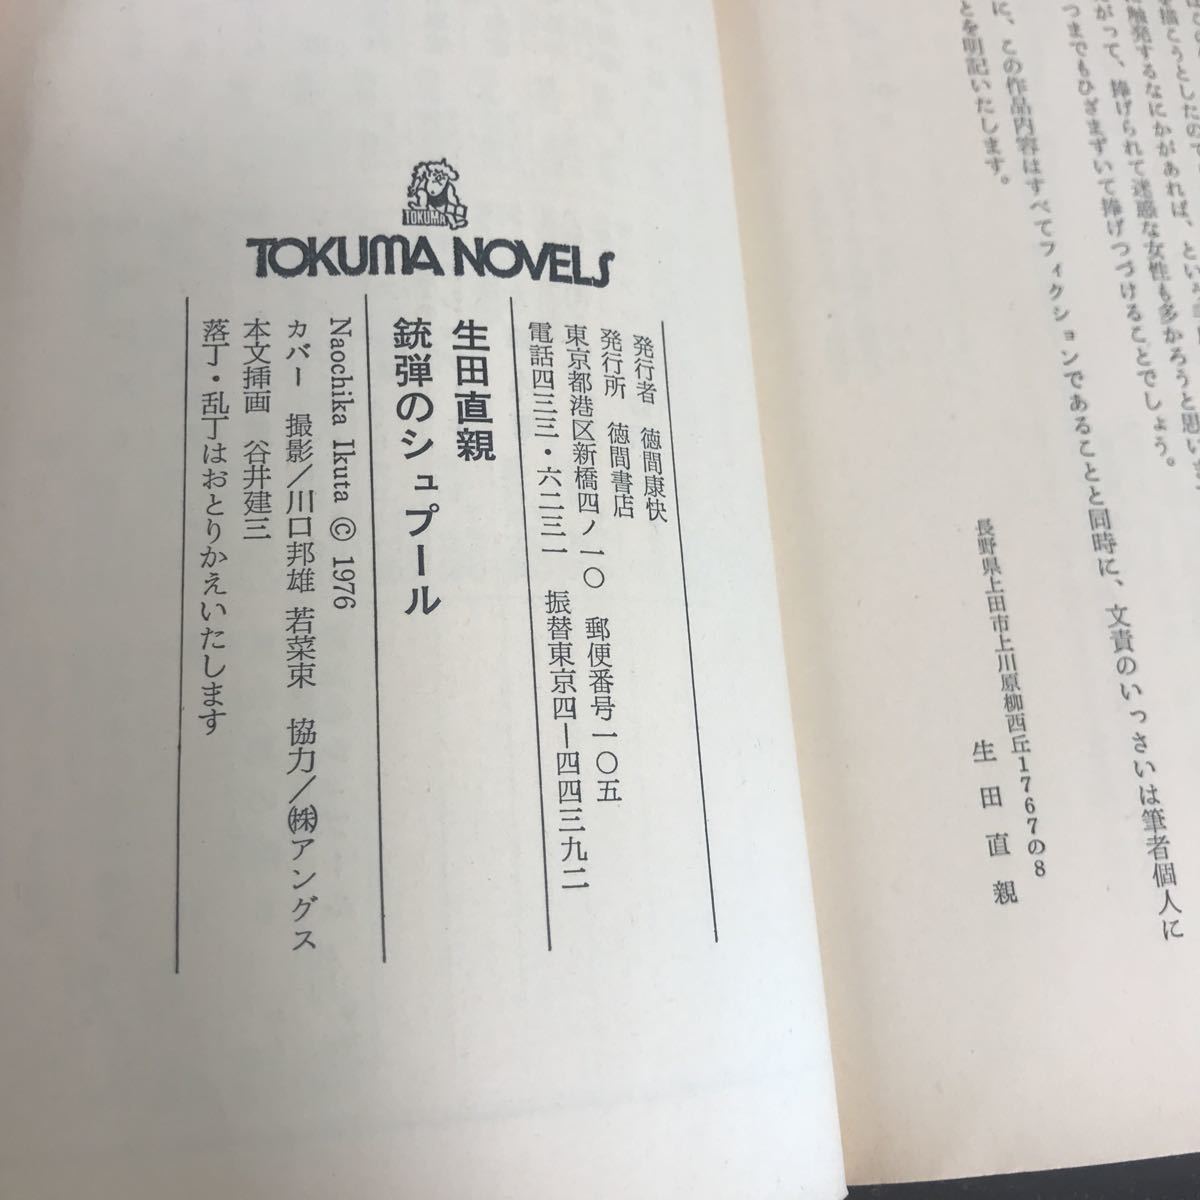 はこの
を描こうとしたので
に触発するなにかがあれば、という
たがって、捧げられて迷惑な女性も多かろうと思いま
つまでもひざまずいて捧げつづけることでしょう。
に、この作品内容はすべてフィクションであることと同時に、文責のいっさいは筆者個人に
とを明記いたします。
長野県上田市上川原柳西丘1767の8
生田直親
TOKUMA
TOKUMA NOVELS
発行者 徳間康快
発行所 徳間書店
東京都港区新橋四ノ一〇 郵便番号一〇五
電話四三三・六二三一 振替東京四―四四三九二
生田直親
銃弾のシュプール
Naochika Ikuta © 1976
カバー 撮影/川口邦雄 若菜束 協力/㈱アングス
本文挿画 谷井建三
落丁・乱丁はおとりかえいたします